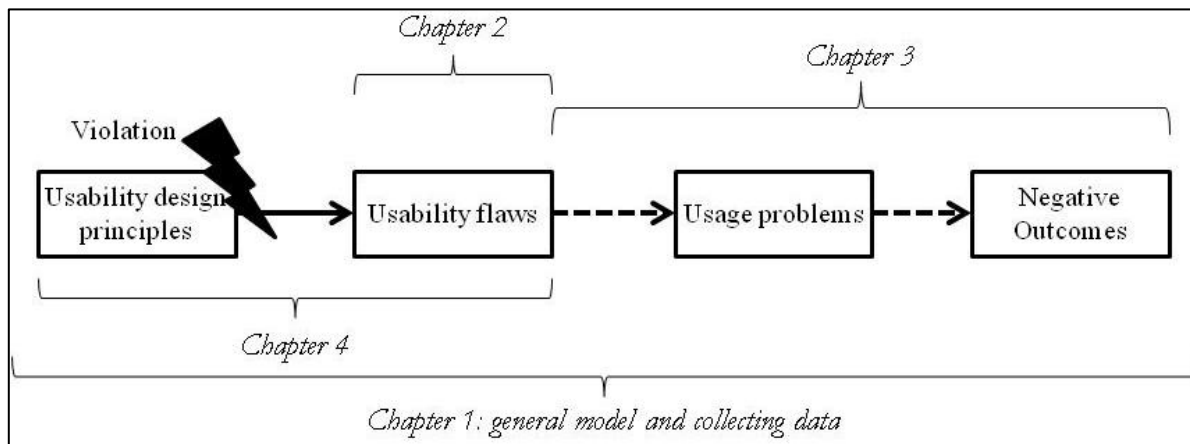 Chapter 2
Chapter 3
Violation
Usability design
principles
Usability flaws
Usage problems
Negative
Outcomes
Chapter 4
Chapter 1: general model and collecting data